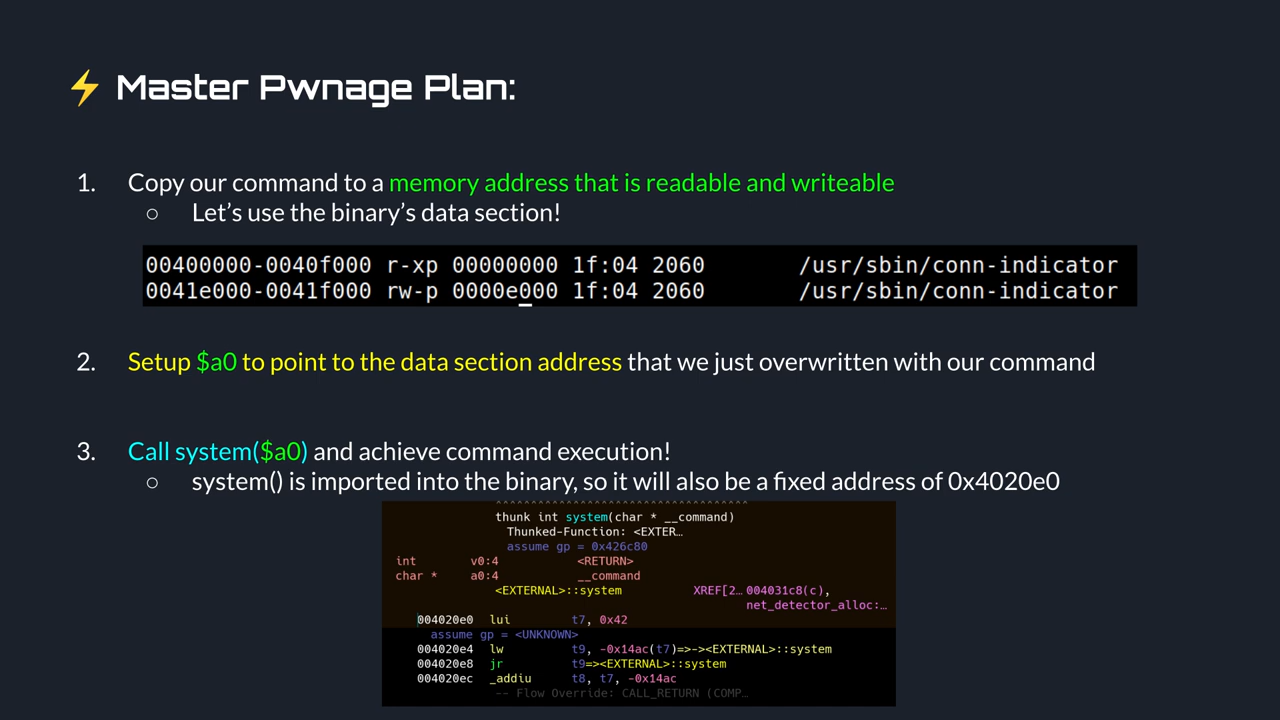 ⚡ Master Pwnage Plan:
1. Copy our command to a memory address that is readable and writeable
○ Let's use the binary's data section!
00400000-0040f000 r-xp 00000000 1f:04 2060 /usr/sbin/conn-indicator
0041e000-0041f000 rw-p 0000e000 1f:04 2060 /usr/sbin/conn-indicator
2. Setup $a0 to point to the data section address that we just overwritten with our command
3. Call system($a0) and achieve command execution!
○ system() is imported into the binary, so it will also be a fixed address of 0x4020e0
thunk int system(char * __command)
Thunked-Function: <EXTER…
assume gp = 0x426c80
int v0:4 <RETURN>
char * a0:4 __command
<EXTERNAL>::system XREF[2… 004031c8(c),
net_detector_alloc:…
004020e0 lui t7, 0x42
assume gp = <UNKNOWN>
004020e4 lw t9, -0x14ac(t7)=>-><EXTERNAL>::system
004020e8 jr t9=><EXTERNAL>::system
004020ec _addiu t8, t7, -0x14ac
-- Flow Override: CALL_RETURN (COMP…